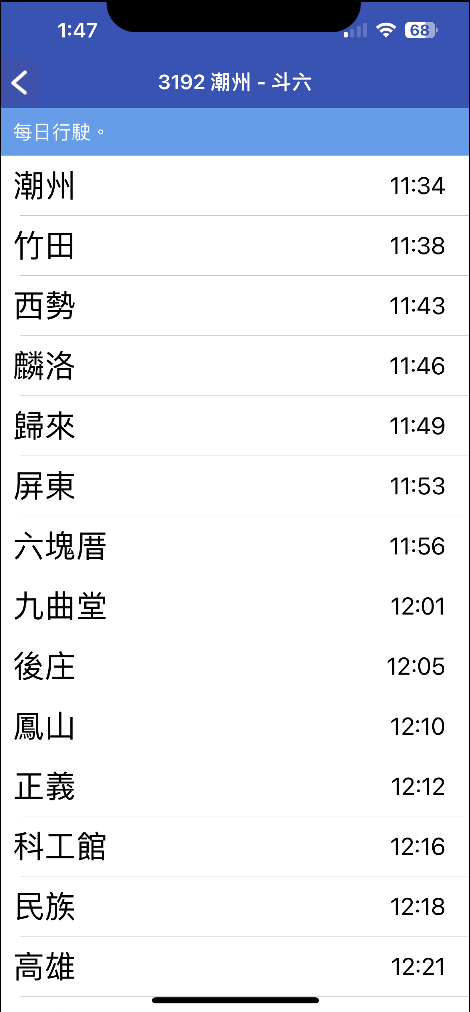 1:47
68
3192 潮州 - 斗六
每日行駛。
潮州 11:34
竹田 11:38
西勢 11:43
麟洛 11:46
歸來 11:49
屏東 11:53
六塊厝 11:56
九曲堂 12:01
後庄 12:05
鳳山 12:10
正義 12:12
科工館 12:16
民族 12:18
高雄 12:21